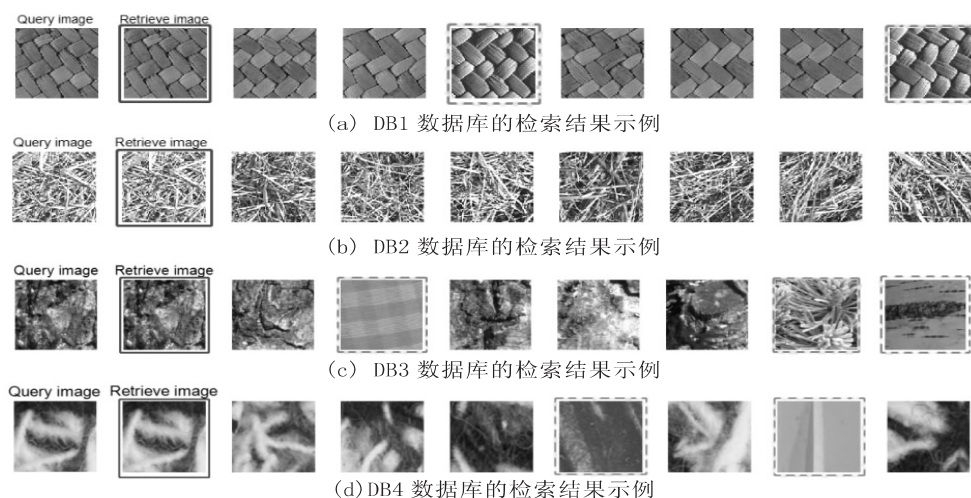 Query image Retrieve image
(a) DB1 数据库的检索结果示例
Query image Retrieve image
(b) DB2 数据库的检索结果示例
Query image Retrieve image
(c) DB3 数据库的检索结果示例
Query image Retrieve image
(d)DB4 数据库的检索结果示例